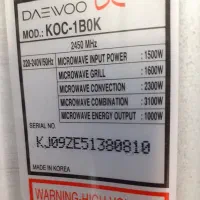 DAEWOO
MOD.: KOC-1B0K
2450 MHz
220-240V/50Hz
MICROWAVE INPUT POWER : 1500W
MICROWAVE GRILL : 1600W
MICROWAVE CONVECTION : 2300W
MICROWAVE COMBINATION : 3100W
MICROWAVE ENERGY OUTPUT : 1000W
SERIAL NO.
KJ09ZE51380810
MADE IN KOREA
WARNING-HIGH